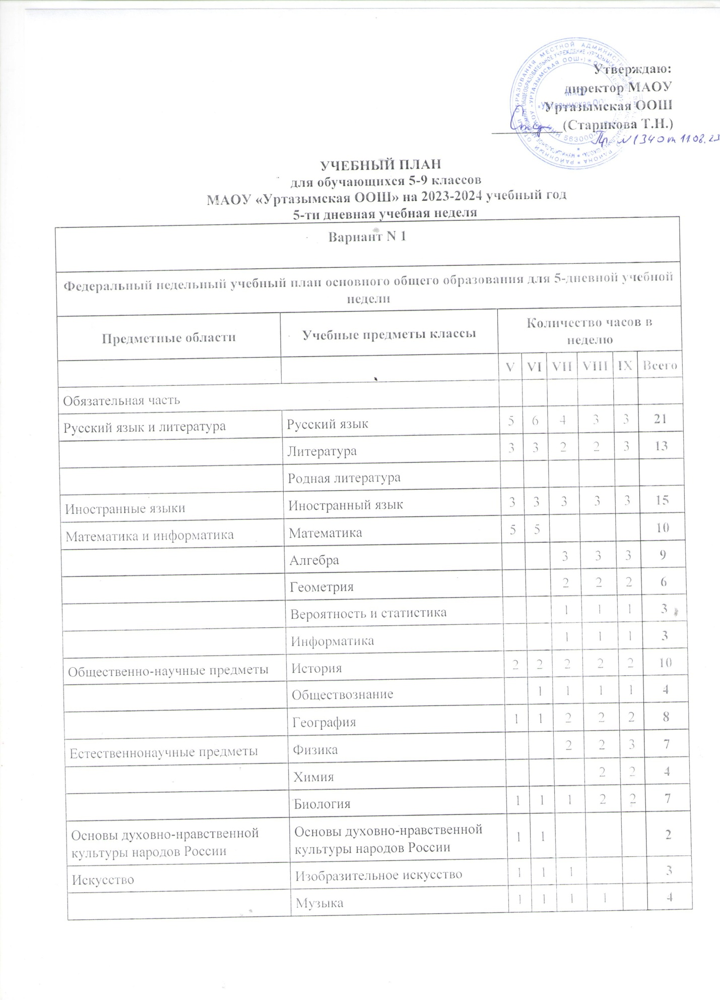 Утверждаю:
директор МАОУ
Уртазымская ООШ
(Старикова Т.Н.)
Пр. N 134 от 11.08.23
УЧЕБНЫЙ ПЛАН
для обучающихся 5-9 классов
МАОУ «Уртазымская ООШ» на 2023-2024 учебный год
5-ти дневная учебная неделя
Вариант N 1
Федеральный недельный учебный план основного общего образования для 5-дневной учебной
недели
Предметные области Учебные предметы классы Количество часов в
неделю
V VI VII VIII IX Всего
Обязательная часть
Русский язык и литература Русский язык 5 6 4 3 3 21
Литература 3 3 2 2 3 13
Родная литература
Иностранные языки Иностранный язык 3 3 3 3 3 15
Математика и информатика Математика 5 5 10
Алгебра 3 3 3 9
Геометрия 2 2 2 6
Вероятность и статистика 1 1 1 3
Информатика 1 1 1 3
Общественно-научные предметы История 2 2 2 2 2 10
Обществознание 1 1 1 1 4
География 1 1 2 2 2 8
Естественнонаучные предметы Физика 2 2 3 7
Химия 2 2 4
Биология 1 1 1 2 2 7
Основы духовно-нравственной
культуры народов России
Основы духовно-нравственной
культуры народов России
1 1 2
Искусство Изобразительное искусство 1 1 1 3
Музыка 1 1 1 1 4